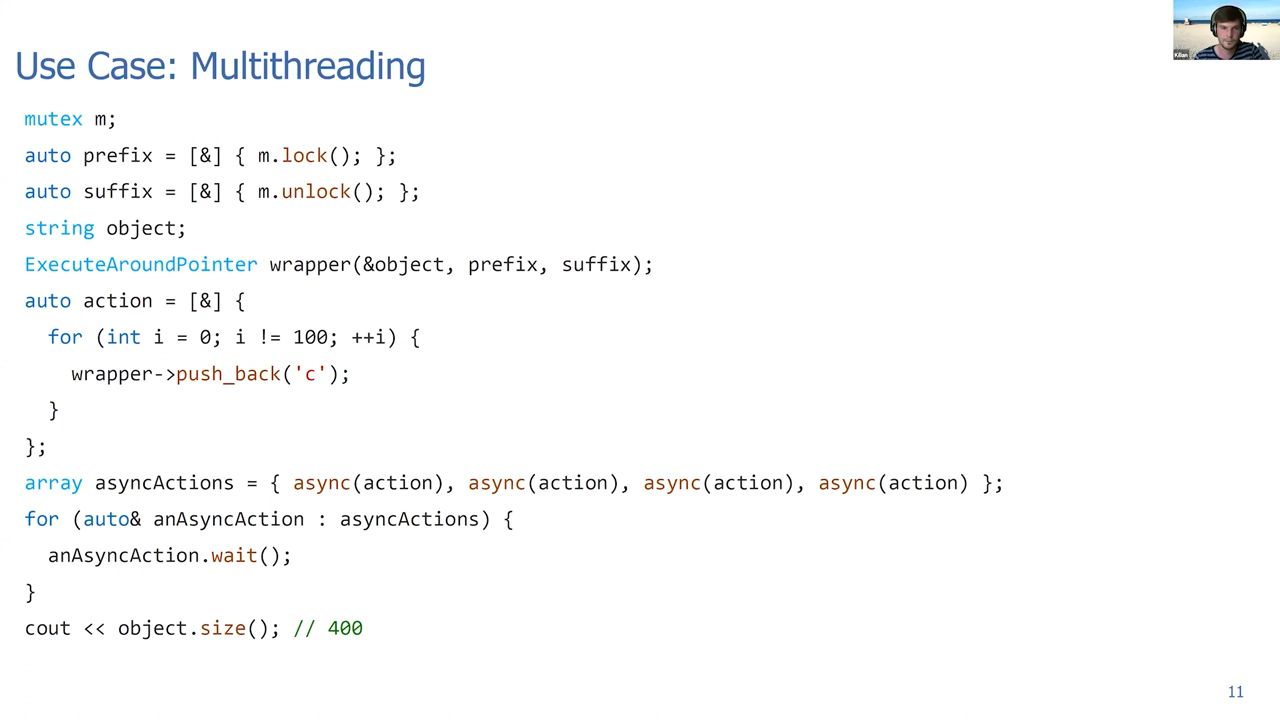 Use Case: Multithreading
Kilian
mutex m;
auto prefix = [&] { m.lock(); };
auto suffix = [&] { m.unlock(); };
string object;
ExecuteAroundPointer wrapper(&object, prefix, suffix);
auto action = [&] {
  for (int i = 0; i != 100; ++i) {
    wrapper->push_back('c');
  }
};
array asyncActions = { async(action), async(action), async(action), async(action) };
for (auto& anAsyncAction : asyncActions) {
  anAsyncAction.wait();
}
cout << object.size(); // 400
11